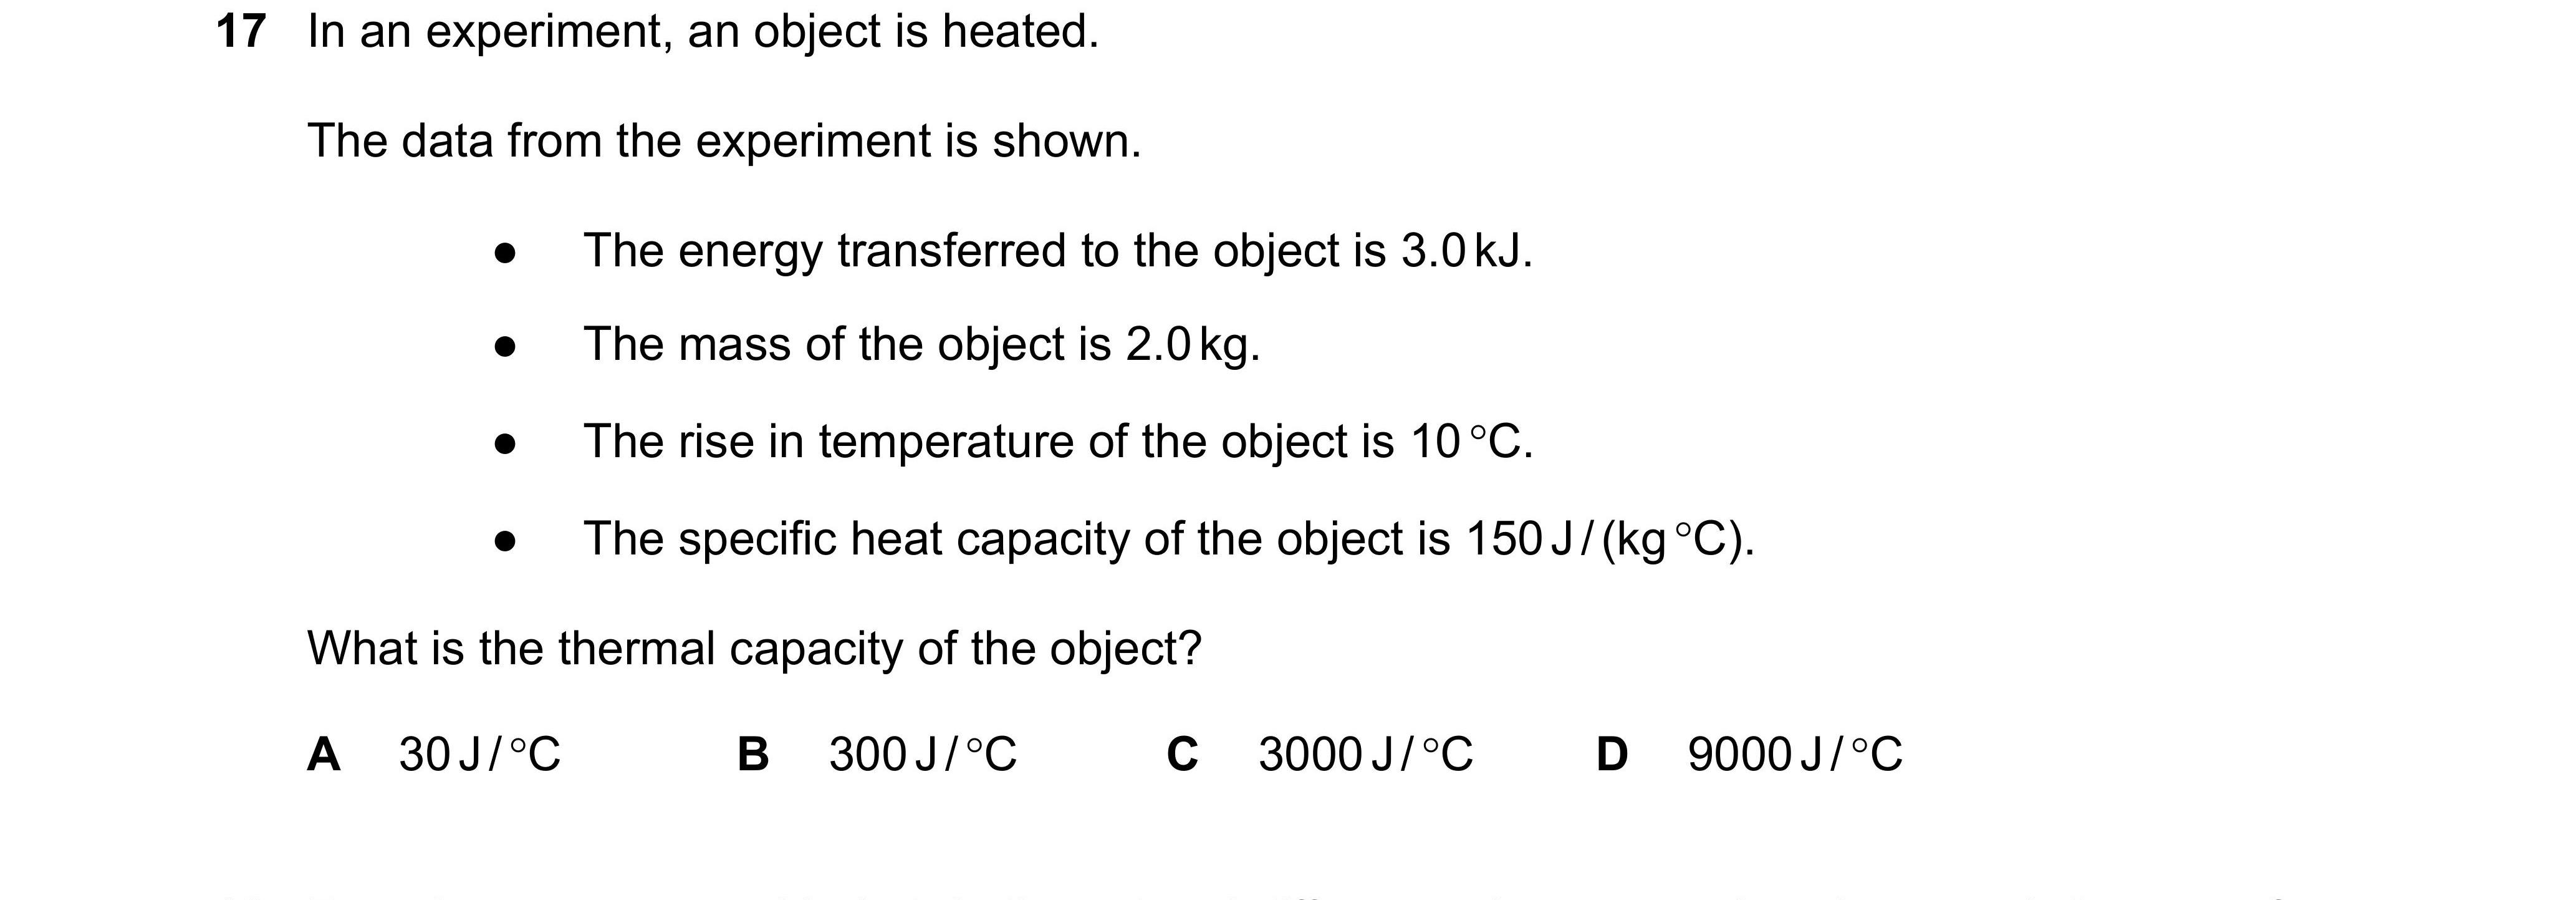 17 In an experiment, an object is heated.
The data from the experiment is shown.
● The energy transferred to the object is 3.0 kJ.
● The mass of the object is 2.0 kg.
● The rise in temperature of the object is 10 °C.
● The specific heat capacity of the object is 150 J / (kg °C).
What is the thermal capacity of the object?
A 30 J / °C B 300 J / °C C 3000 J / °C D 9000 J / °C